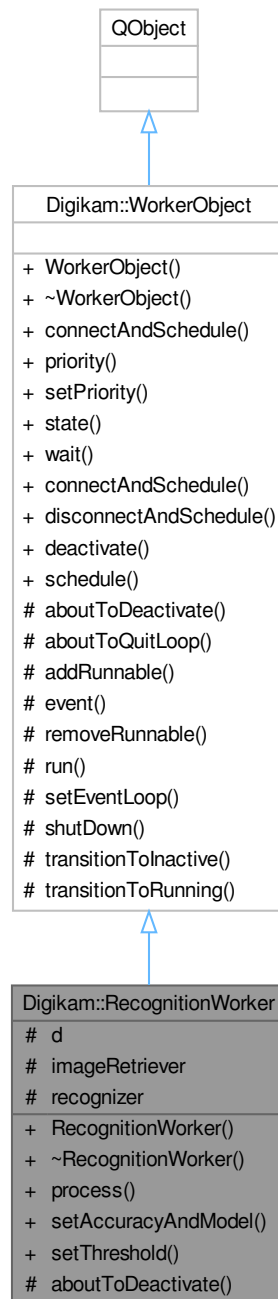 QObject
Digikam::WorkerObject
+ WorkerObject()
+ ~WorkerObject()
+ connectAndSchedule()
+ priority()
+ setPriority()
+ state()
+ wait()
+ connectAndSchedule()
+ disconnectAndSchedule()
+ deactivate()
+ schedule()
# aboutToDeactivate()
# aboutToQuitLoop()
# addRunnable()
# event()
# removeRunnable()
# run()
# setEventLoop()
# shutDown()
# transitionToInactive()
# transitionToRunning()
Digikam::RecognitionWorker
# d
# imageRetriever
# recognizer
+ RecognitionWorker()
+ ~RecognitionWorker()
+ process()
+ setAccuracyAndModel()
+ setThreshold()
# aboutToDeactivate()